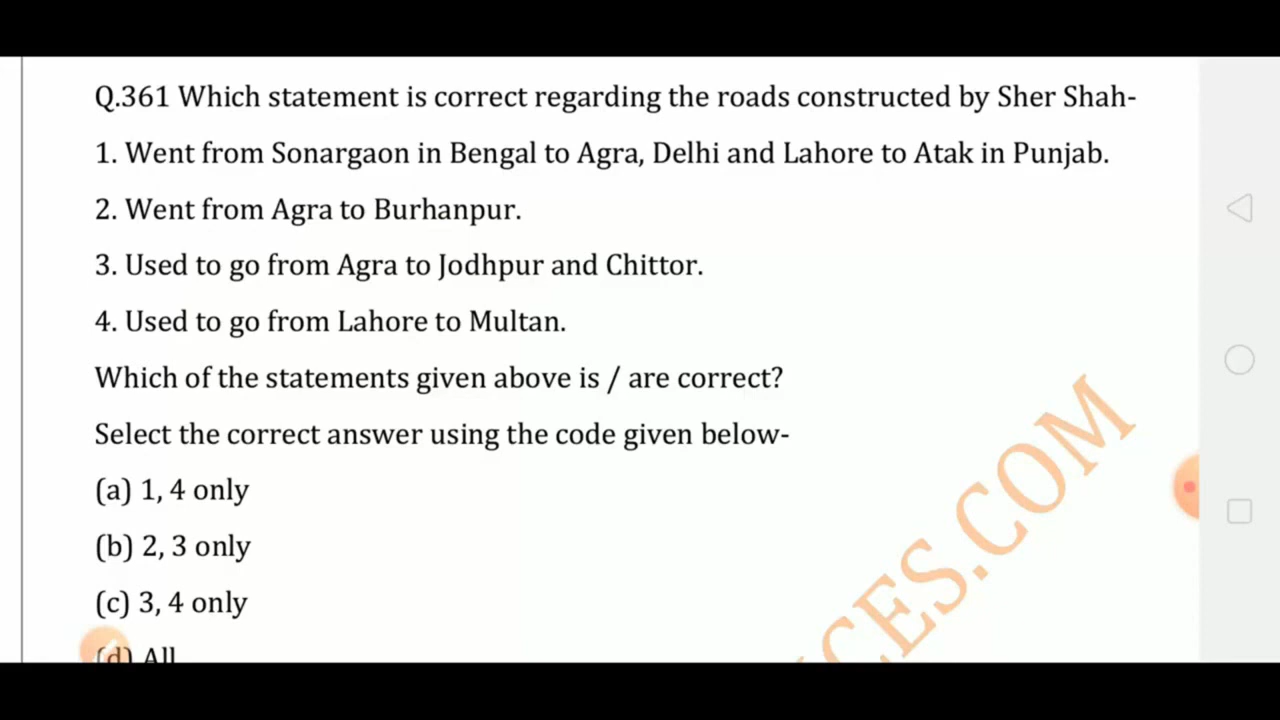 Q.361 Which statement is correct regarding the roads constructed by Sher Shah-
1. Went from Sonargaon in Bengal to Agra, Delhi and Lahore to Atak in Punjab.
2. Went from Agra to Burhanpur.
3. Used to go from Agra to Jodhpur and Chittor.
4. Used to go from Lahore to Multan.
Which of the statements given above is / are correct?
Select the correct answer using the code given below-
(a) 1, 4 only
(b) 2, 3 only
(c) 3, 4 only
(d) All
CES.COM